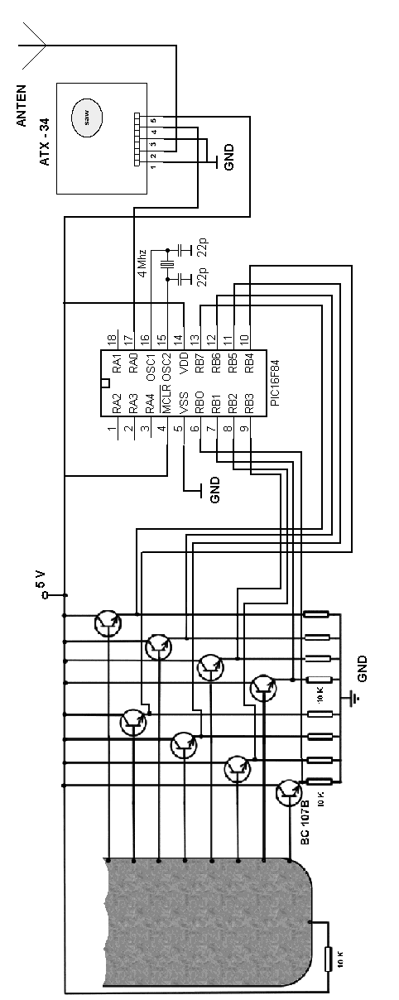 ANTEN
ATX - 34
saw
1
2
3
4
5
GND
4 Mhz
22p
22p
18
17
16
15
14
13
12
11
10
RA1
RA0
OSC1
OSC2
VDD
RB7
RB6
RB5
RB4
RA2
RA3
RA4
MCLR
VSS
RBO
RB1
RB2
RB3
1
2
3
4
5
6
7
8
9
PIC16F84
GND
5 V
10 K
GND
10 K
BC 107B
10 K